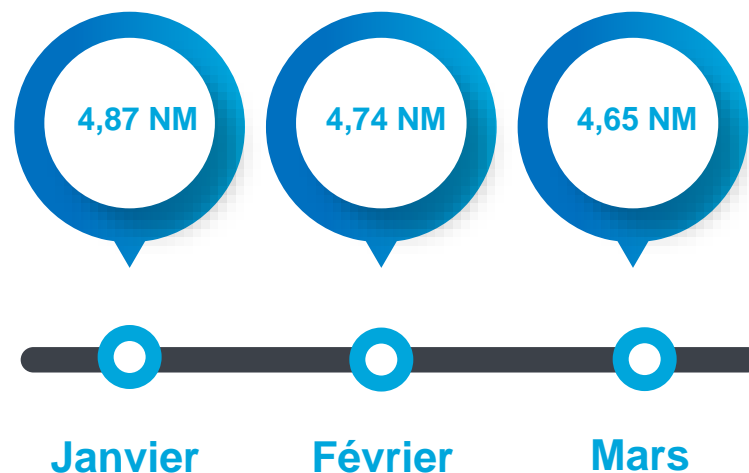 4,87 NM
4,74 NM
4,65 NM
Janvier
Février
Mars